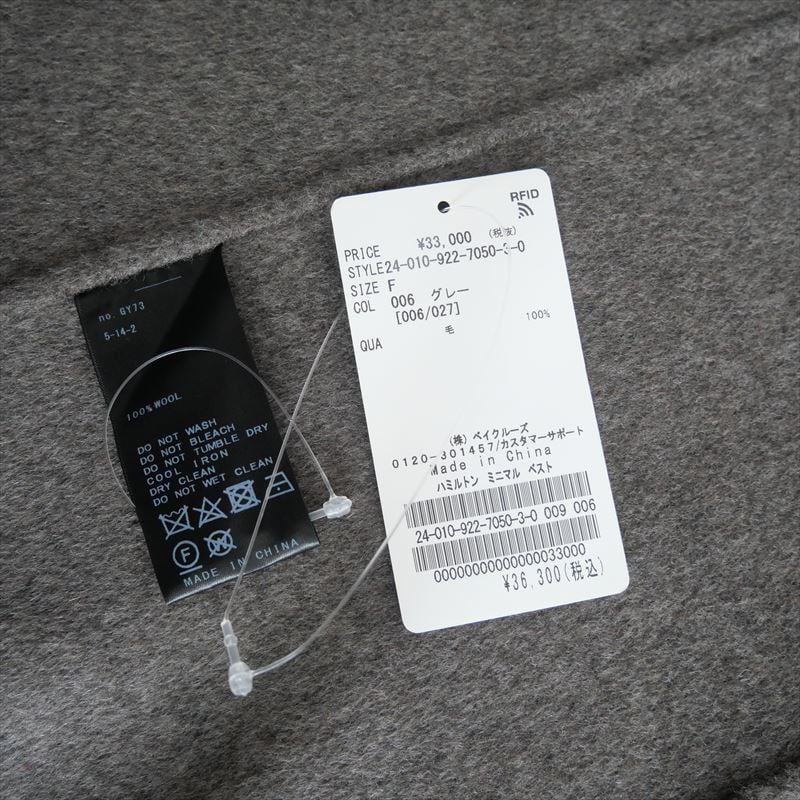 no. GY73
5-14-2
100% WOOL
DO NOT WASH
DO NOT BLEACH
DO NOT TUMBLE DRY
COOL IRON
DRY CLEAN
DO NOT WET CLEAN
F
MADE IN CHINA
RFID
PRICE ¥33,000 (税抜)
STYLE24-010-922-7050-3-0
SIZE F
COL 006 グレー
[006/027]
QUA 毛 100%
(株) ベイクルーズ
0120-301457/カスタマーサポート
Made in China
ハミルトン ミニマル ベスト
24-010-922-7050-3-0 009 006
0000000000000000033000
¥36,300(税込)